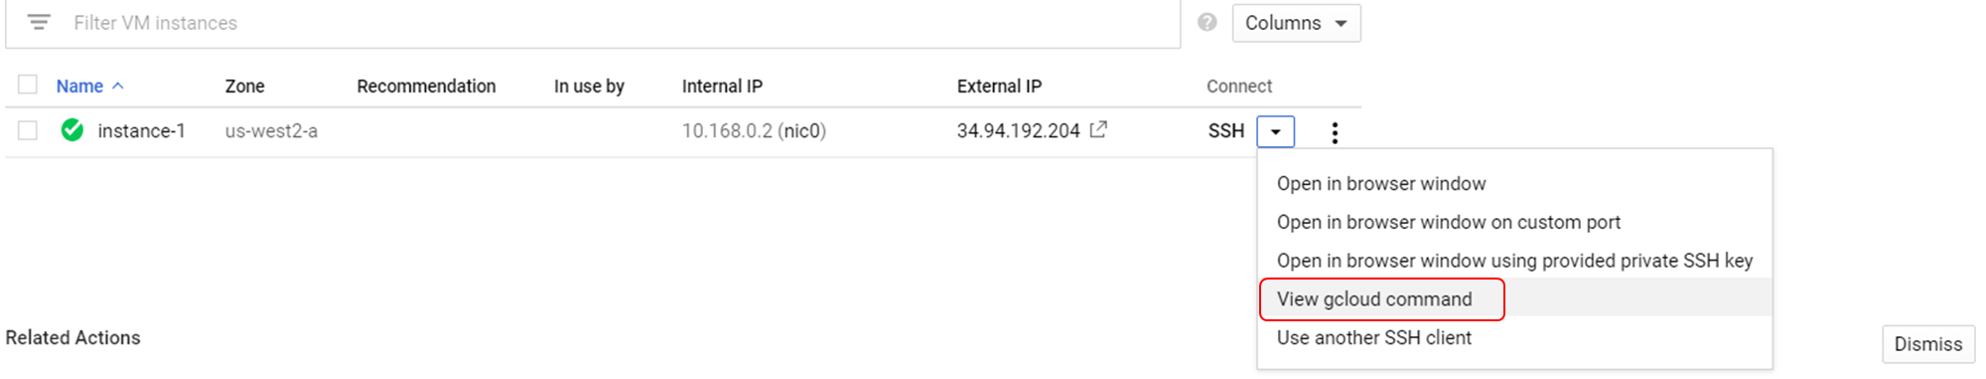 Filter VM instances
Columns
Name Zone Recommendation In use by Internal IP External IP Connect
instance-1 us-west2-a 10.168.0.2 (nic0) 34.94.192.204 SSH
Open in browser window
Open in browser window on custom port
Open in browser window using provided private SSH key
View gcloud command
Use another SSH client
Related Actions
Dismiss